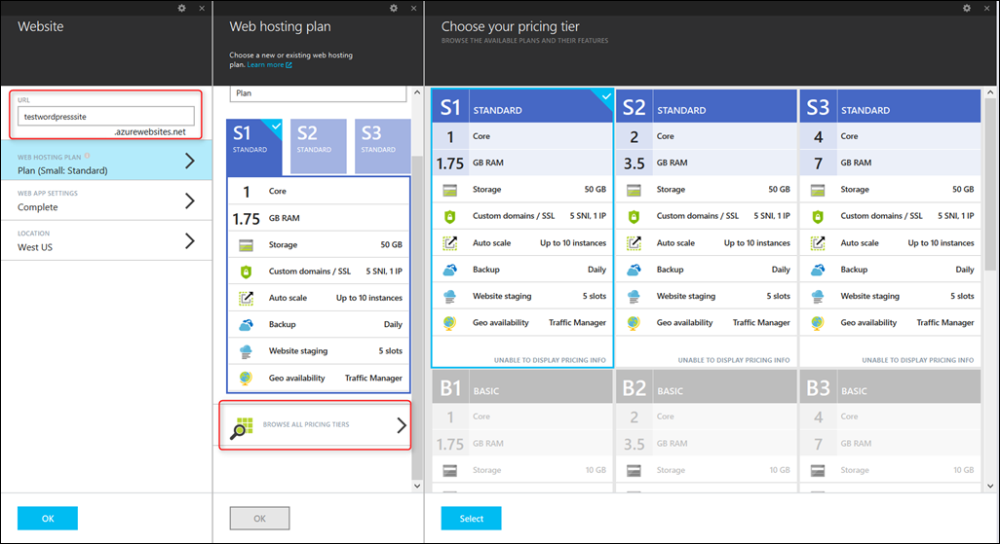 Website
URL
testwordpresssite
.azurewebsites.net
WEB HOSTING PLAN
Plan (Small: Standard)
WEB APP SETTINGS
Complete
LOCATION
West US
OK
Web hosting plan
Choose a new or existing web hosting
plan. Learn more
Plan
S1 STANDARD
S2 STANDARD
S3 STANDARD
1 Core
1.75 GB RAM
Storage 50 GB
Custom domains / SSL 5 SNI, 1 IP
Auto scale Up to 10 instances
Backup Daily
Website staging 5 slots
Geo availability Traffic Manager
BROWSE ALL PRICING TIERS
OK
Choose your pricing tier
BROWSE THE AVAILABLE PLANS AND THEIR FEATURES
S1 STANDARD
1 Core
1.75 GB RAM
Storage 50 GB
Custom domains / SSL 5 SNI, 1 IP
Auto scale Up to 10 instances
Backup Daily
Website staging 5 slots
Geo availability Traffic Manager
UNABLE TO DISPLAY PRICING INFO
S2 STANDARD
2 Core
3.5 GB RAM
Storage 50 GB
Custom domains / SSL 5 SNI, 1 IP
Auto scale Up to 10 instances
Backup Daily
Website staging 5 slots
Geo availability Traffic Manager
UNABLE TO DISPLAY PRICING INFO
S3 STANDARD
4 Core
7 GB RAM
Storage 50 GB
Custom domains / SSL 5 SNI, 1 IP
Auto scale Up to 10 instances
Backup Daily
Website staging 5 slots
Geo availability Traffic Manager
UNABLE TO DISPLAY PRICING INFO
B1 BASIC
1 Core
1.75 GB RAM
Storage 10 GB
B2 BASIC
2 Core
3.5 GB RAM
Storage 10 GB
B3 BASIC
4 Core
7 GB RAM
Storage 10 GB
Select